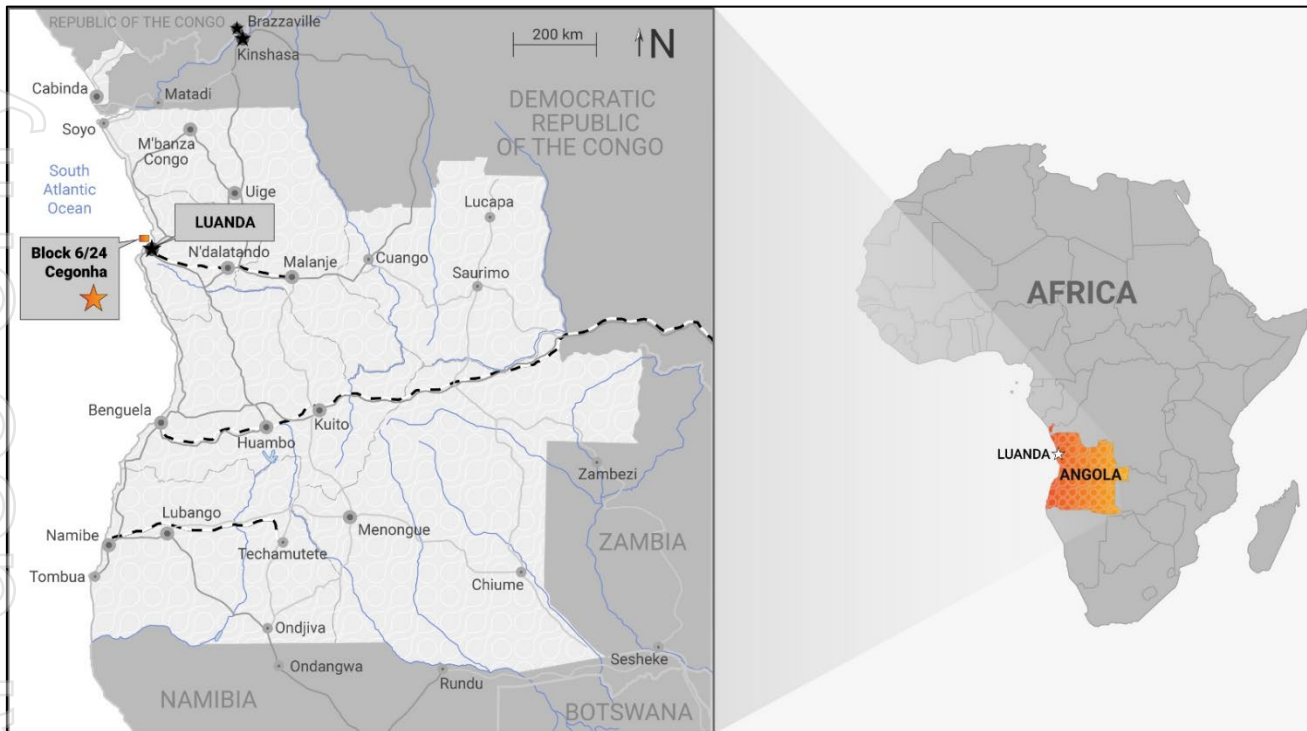 REPUBLIC OF THE CONGO
Brazzaville
Kinshasa
200 km
N
Cabinda
Matadi
Soyo
DEMOCRATIC
REPUBLIC
OF THE CONGO
M'banza
Congo
South
Atlantic
Ocean
Uige
Lucapa
LUANDA
Block 6/24
Cegonha
N'dalatando
Malanje
Cuango
Saurimo
Benguela
Huambo
Kuito
Zambezi
Namibe
Lubango
Techamutete
Menongue
ZAMBIA
Tombua
Chiume
Ondjiva
Ondangwa
Rundu
Sesheke
NAMIBIA
BOTSWANA
AFRICA
LUANDA
ANGOLA